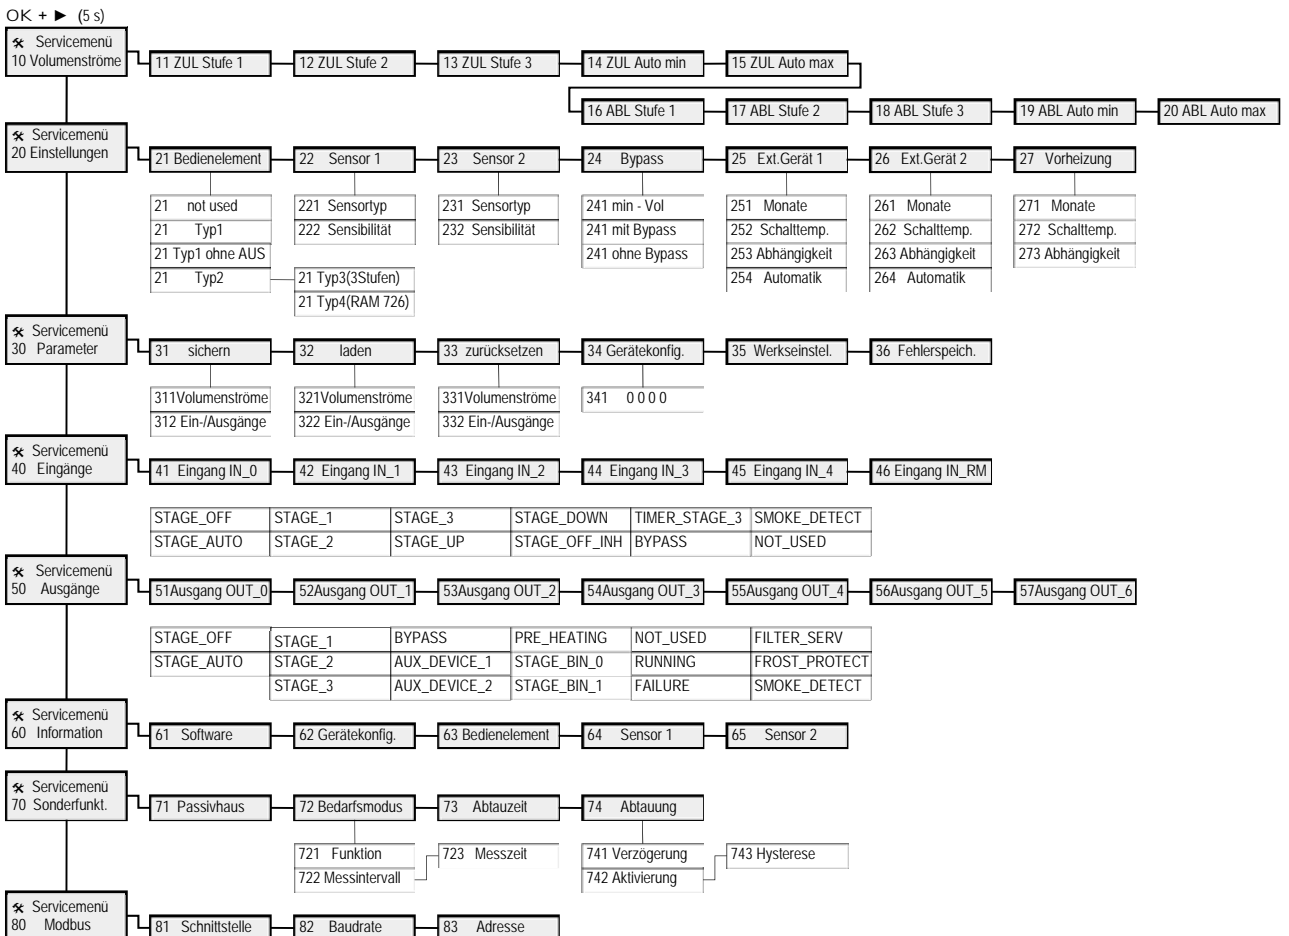 OK + ► (5 s)
Servicemenü
10 Volumenströme
11 ZUL Stufe 1
12 ZUL Stufe 2
13 ZUL Stufe 3
14 ZUL Auto min
15 ZUL Auto max
16 ABL Stufe 1
17 ABL Stufe 2
18 ABL Stufe 3
19 ABL Auto min
20 ABL Auto max
Servicemenü
20 Einstellungen
21 Bedienelement
22 Sensor 1
23 Sensor 2
24 Bypass
25 Ext.Gerät 1
26 Ext.Gerät 2
27 Vorheizung
21 not used
221 Sensortyp
231 Sensortyp
241 min - Vol
251 Monate
261 Monate
271 Monate
21 Typ1
222 Sensibilität
232 Sensibilität
241 mit Bypass
252 Schalttemp.
262 Schalttemp.
272 Schalttemp.
21 Typ1 ohne AUS
241 ohne Bypass
253 Abhängigkeit
263 Abhängigkeit
273 Abhängigkeit
21 Typ2
21 Typ3(3Stufen)
254 Automatik
264 Automatik
21 Typ4(RAM 726)
Servicemenü
30 Parameter
31 sichern
32 laden
33 zurücksetzen
34 Gerätekonfig.
35 Werkseinstel.
36 Fehlerspeich.
311Volumenströme
321Volumenströme
331Volumenströme
341 0 0 0 0
312 Ein-/Ausgänge
322 Ein-/Ausgänge
332 Ein-/Ausgänge
Servicemenü
40 Eingänge
41 Eingang IN_0
42 Eingang IN_1
43 Eingang IN_2
44 Eingang IN_3
45 Eingang IN_4
46 Eingang IN_RM
STAGE_OFF
STAGE_1
STAGE_3
STAGE_DOWN
TIMER_STAGE_3
SMOKE_DETECT
STAGE_AUTO
STAGE_2
STAGE_UP
STAGE_OFF_INH
BYPASS
NOT_USED
Servicemenü
50 Ausgänge
51Ausgang OUT_0
52Ausgang OUT_1
53Ausgang OUT_2
54Ausgang OUT_3
55Ausgang OUT_4
56Ausgang OUT_5
57Ausgang OUT_6
STAGE_OFF
STAGE_1
BYPASS
PRE_HEATING
NOT_USED
FILTER_SERV
STAGE_AUTO
STAGE_2
AUX_DEVICE_1
STAGE_BIN_0
RUNNING
FROST_PROTECT
STAGE_3
AUX_DEVICE_2
STAGE_BIN_1
FAILURE
SMOKE_DETECT
Servicemenü
60 Information
61 Software
62 Gerätekonfig.
63 Bedienelement
64 Sensor 1
65 Sensor 2
Servicemenü
70 Sonderfunkt.
71 Passivhaus
72 Bedarfsmodus
73 Abtauzeit
74 Abtauung
721 Funktion
723 Messzeit
741 Verzögerung
743 Hysterese
722 Messintervall
742 Aktivierung
Servicemenü
80 Modbus
81 Schnittstelle
82 Baudrate
83 Adresse